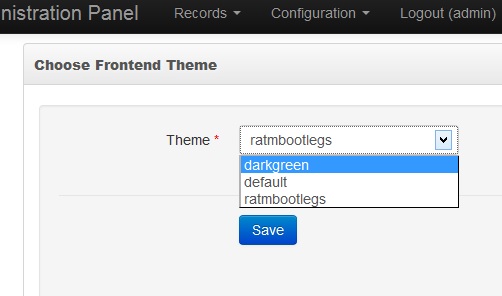 nistration Panel Records Configuration Logout (admin)
Choose Frontend Theme
Theme * ratmbootlegs
darkgreen
default
ratmbootlegs
Save